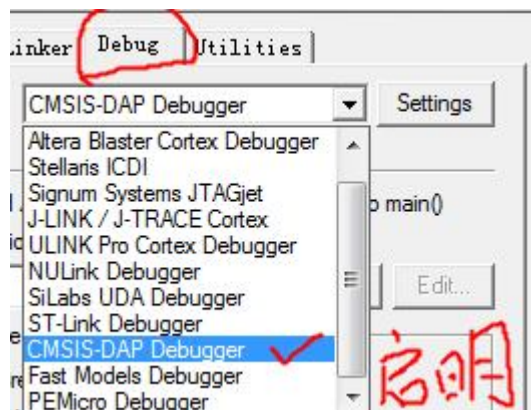 Linker Debug Utilities
CMSIS-DAP Debugger Settings
Altera Blaster Cortex Debugger
Stellaris ICDI
Signum Systems JTAGjet
J-LINK / J-TRACE Cortex
o main()
ULINK Pro Cortex Debugger
NULink Debugger
Edit...
SiLabs UDA Debugger
ST-Link Debugger
CMSIS-DAP Debugger
启明
Fast Models Debugger
PEMicro Debugger